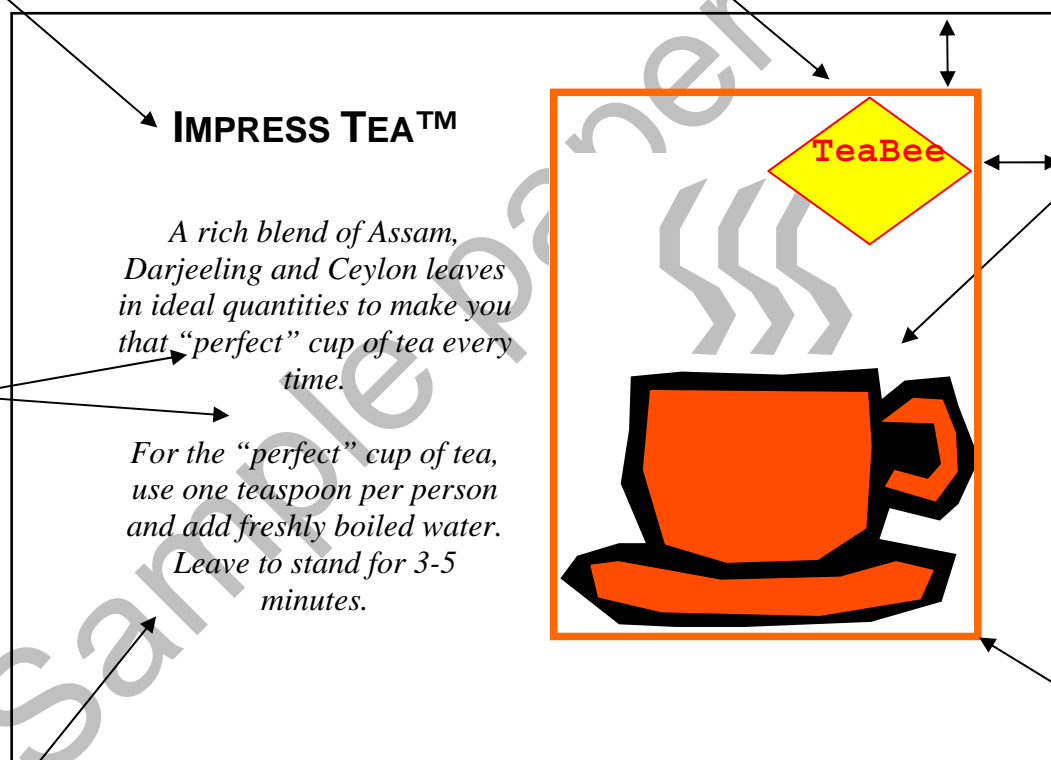 IMPRESS TEA™
A rich blend of Assam,
Darjeeling and Ceylon leaves
in ideal quantities to make you
that “perfect” cup of tea every
time.
For the “perfect” cup of tea,
use one teaspoon per person
and add freshly boiled water.
Leave to stand for 3-5
minutes.
TeaBee
Sample paper